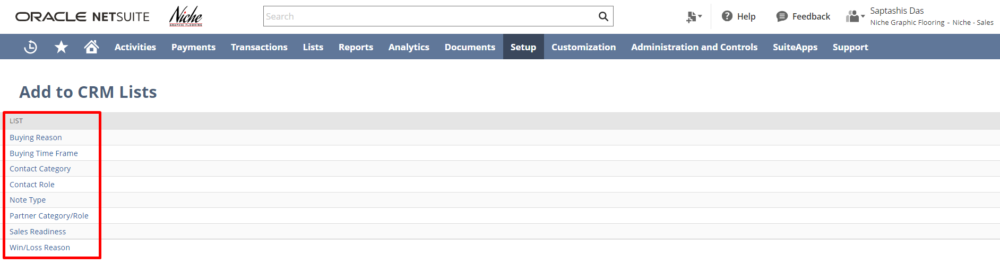 ORACLE NETSUITE
Niche
GRAPHIC FLOORING
Search
Help
Feedback
Saptashis Das
Niche Graphic Flooring - Niche - Sales
Activities Payments Transactions Lists Reports Analytics Documents Setup Customization Administration and Controls SuiteApps Support
Add to CRM Lists
LIST
Buying Reason
Buying Time Frame
Contact Category
Contact Role
Note Type
Partner Category/Role
Sales Readiness
Win/Loss Reason